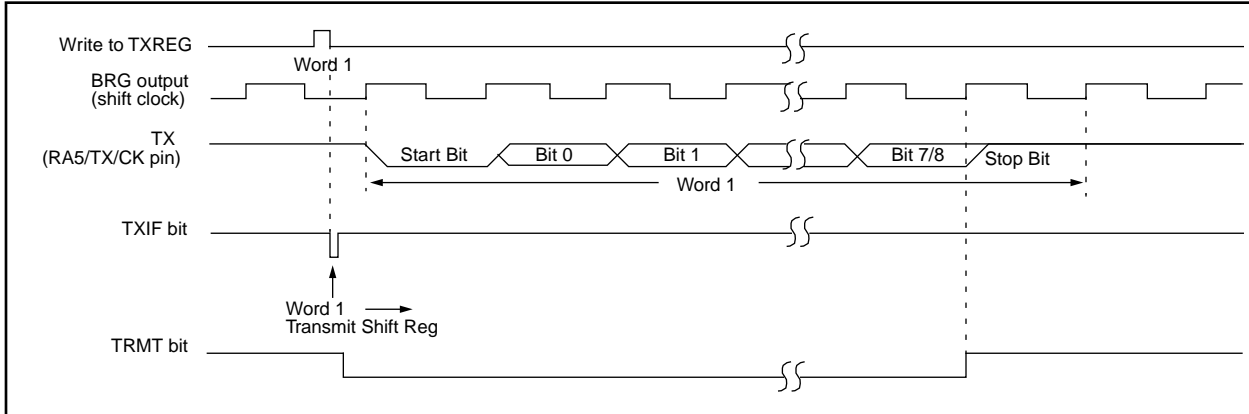 Write to TXREG
Word 1
BRG output
(shift clock)
TX
(RA5/TX/CK pin)
Start Bit
Bit 0
Bit 1
Bit 7/8
Stop Bit
Word 1
TXIF bit
Word 1
Transmit Shift Reg
TRMT bit